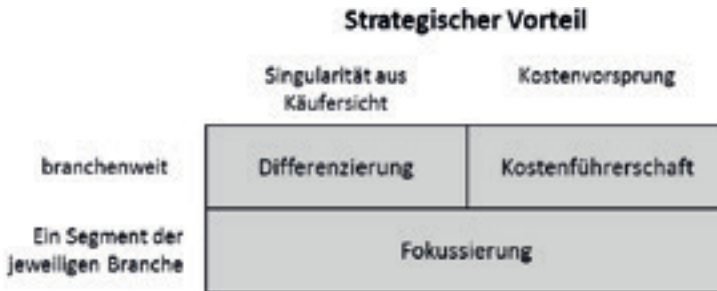 Strategischer Vorteil
Singularität aus
Käufersicht
Kostenvorsprung
branchenweit
Differenzierung
Kostenführerschaft
Ein Segment der
jeweiligen Branche
Fokussierung